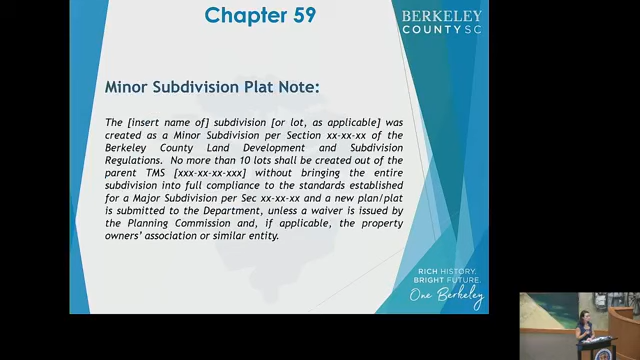 Chapter 59
BERKELEY
COUNTY SC
Minor Subdivision Plat Note:
The [insert name of] subdivision [or lot, as applicable] was
created as a Minor Subdivision per Section xx-xx-xx of the
Berkeley County Land Development and Subdivision
Regulations. No more than 10 lots shall be created out of the
parent TMS [xxx-xx-xx-xxx] without bringing the entire
subdivision into full compliance to the standards established
for a Major Subdivision per Sec xx-xx-xx and a new plan/plat
is submitted to the Department, unless a waiver is issued by
the Planning Commission and, if applicable, the property
owners' association or similar entity.
RICH HISTORY.
BRIGHT FUTURE.
One Berkeley